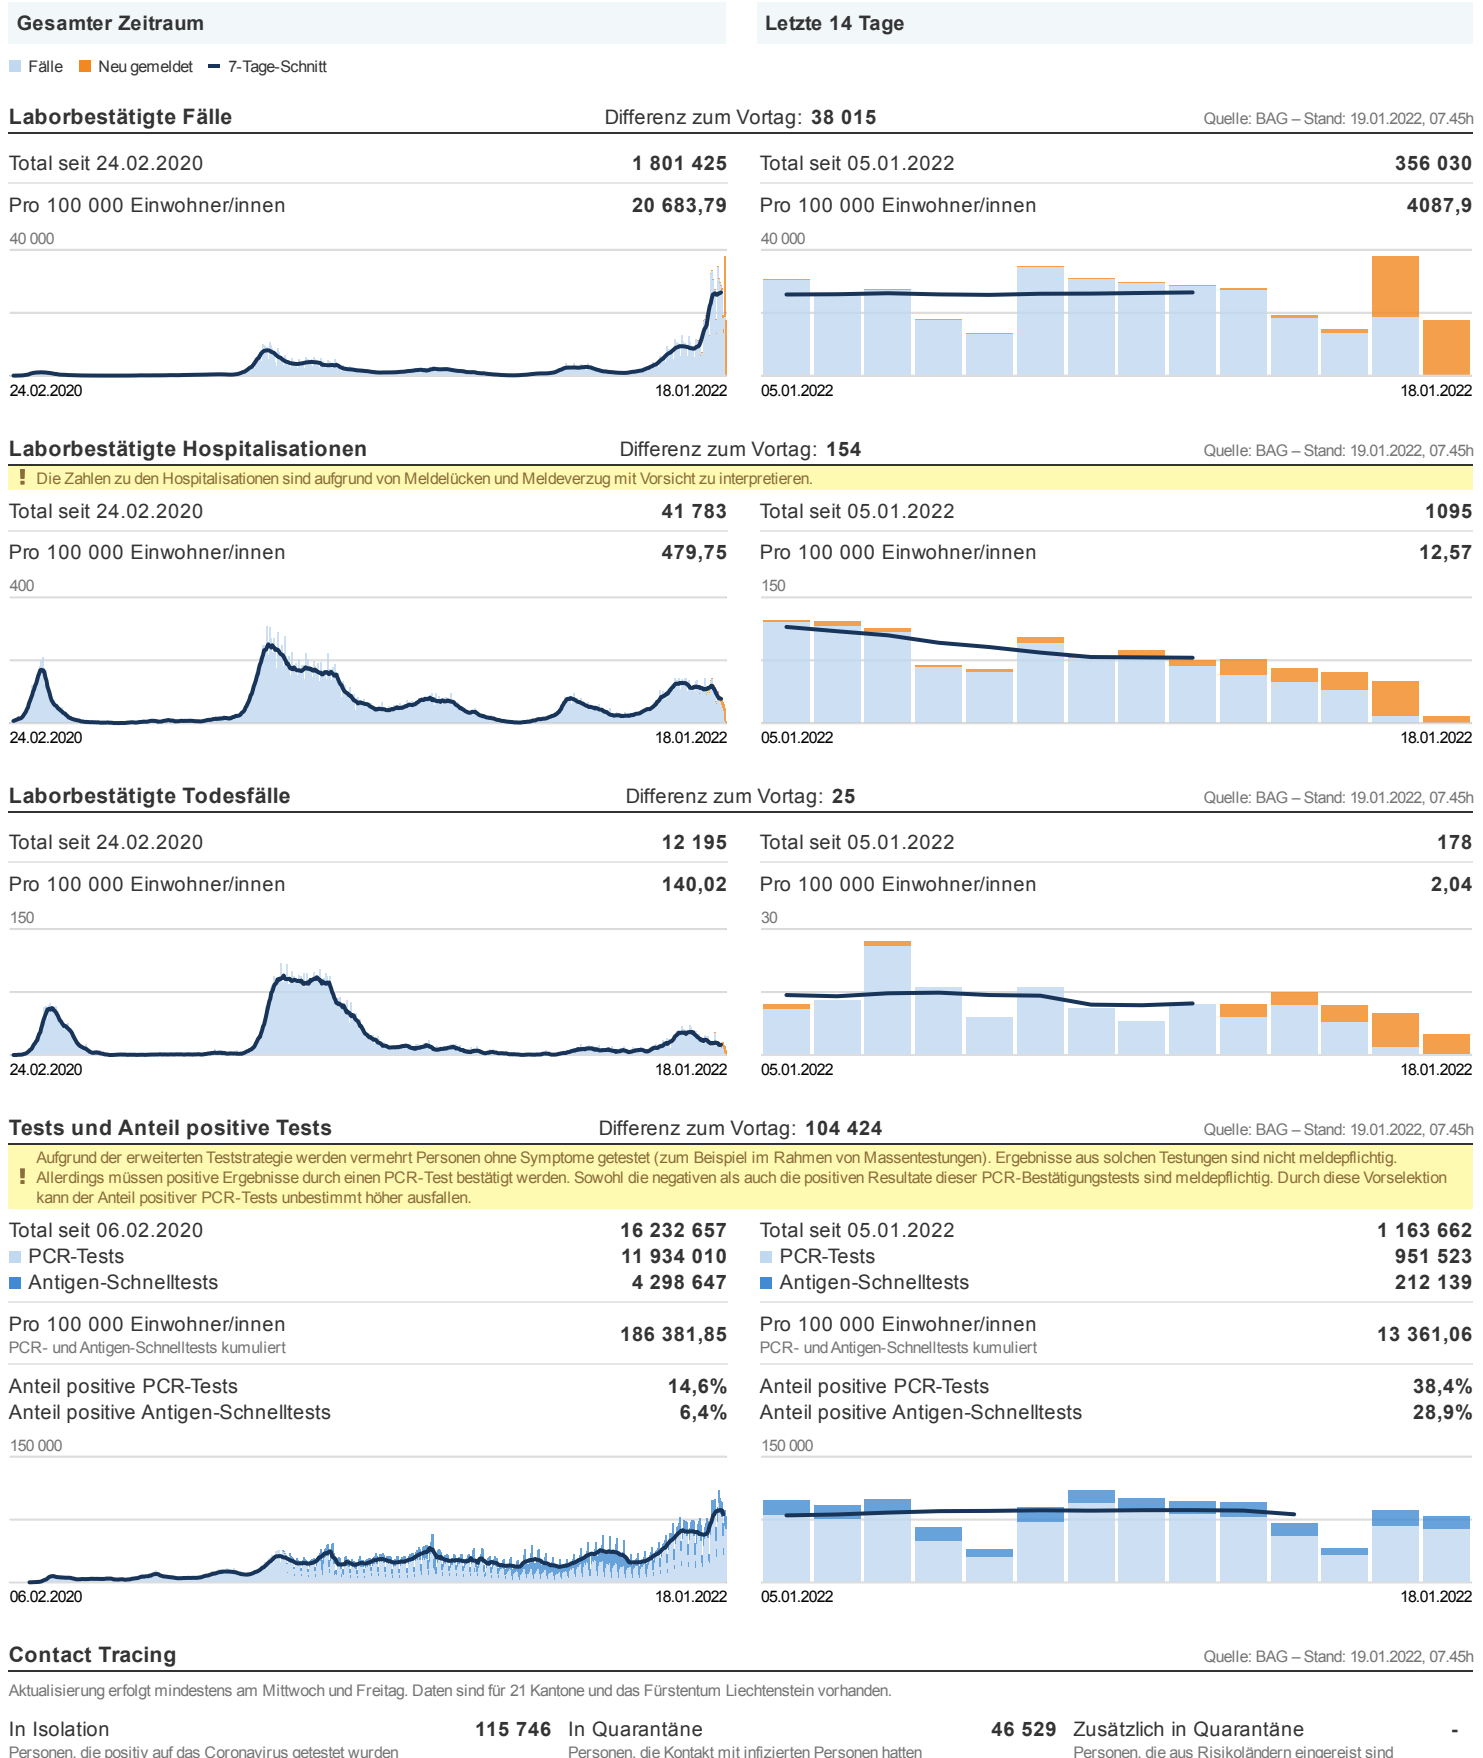 Gesamter Zeitraum
Letzte 14 Tage
Fälle Neu gemeldet 7-Tage-Schnitt
Laborbestätigte Fälle Differenz zum Vortag: 38 015 Quelle: BAG – Stand: 19.01.2022, 07.45h
Total seit 24.02.2020 1 801 425 Total seit 05.01.2022 356 030
Pro 100 000 Einwohner/innen 20 683,79 Pro 100 000 Einwohner/innen 4087,9
40 000 40 000
24.02.2020 18.01.2022 05.01.2022 18.01.2022
Laborbestätigte Hospitalisationen Differenz zum Vortag: 154 Quelle: BAG – Stand: 19.01.2022, 07.45h
! Die Zahlen zu den Hospitalisationen sind aufgrund von Meldelücken und Meldeverzug mit Vorsicht zu interpretieren.
Total seit 24.02.2020 41 783 Total seit 05.01.2022 1095
Pro 100 000 Einwohner/innen 479,75 Pro 100 000 Einwohner/innen 12,57
400 150
24.02.2020 18.01.2022 05.01.2022 18.01.2022
Laborbestätigte Todesfälle Differenz zum Vortag: 25 Quelle: BAG – Stand: 19.01.2022, 07.45h
Total seit 24.02.2020 12 195 Total seit 05.01.2022 178
Pro 100 000 Einwohner/innen 140,02 Pro 100 000 Einwohner/innen 2,04
150 30
24.02.2020 18.01.2022 05.01.2022 18.01.2022
Tests und Anteil positive Tests Differenz zum Vortag: 104 424 Quelle: BAG – Stand: 19.01.2022, 07.45h
Aufgrund der erweiterten Teststrategie werden vermehrt Personen ohne Symptome getestet (zum Beispiel im Rahmen von Massentestungen). Ergebnisse aus solchen Testungen sind nicht meldepflichtig.
! Allerdings müssen positive Ergebnisse durch einen PCR-Test bestätigt werden. Sowohl die negativen als auch die positiven Resultate dieser PCR-Bestätigungstests sind meldepflichtig. Durch diese Vorselektion
kann der Anteil positiver PCR-Tests unbestimmt höher ausfallen.
Total seit 06.02.2020 16 232 657 Total seit 05.01.2022 1 163 662
PCR-Tests 11 934 010 PCR-Tests 951 523
Antigen-Schnelltests 4 298 647 Antigen-Schnelltests 212 139
Pro 100 000 Einwohner/innen 186 381,85 Pro 100 000 Einwohner/innen 13 361,06
PCR- und Antigen-Schnelltests kumuliert PCR- und Antigen-Schnelltests kumuliert
Anteil positive PCR-Tests 14,6% Anteil positive PCR-Tests 38,4%
Anteil positive Antigen-Schnelltests 6,4% Anteil positive Antigen-Schnelltests 28,9%
150 000 150 000
06.02.2020 18.01.2022 05.01.2022 18.01.2022
Contact Tracing Quelle: BAG – Stand: 19.01.2022, 07.45h
Aktualisierung erfolgt mindestens am Mittwoch und Freitag. Daten sind für 21 Kantone und das Fürstentum Liechtenstein vorhanden.
In Isolation 115 746 In Quarantäne 46 529 Zusätzlich in Quarantäne -
Personen, die positiv auf das Coronavirus getestet wurden Personen, die Kontakt mit infizierten Personen hatten Personen, die aus Risikoländern eingereist sind